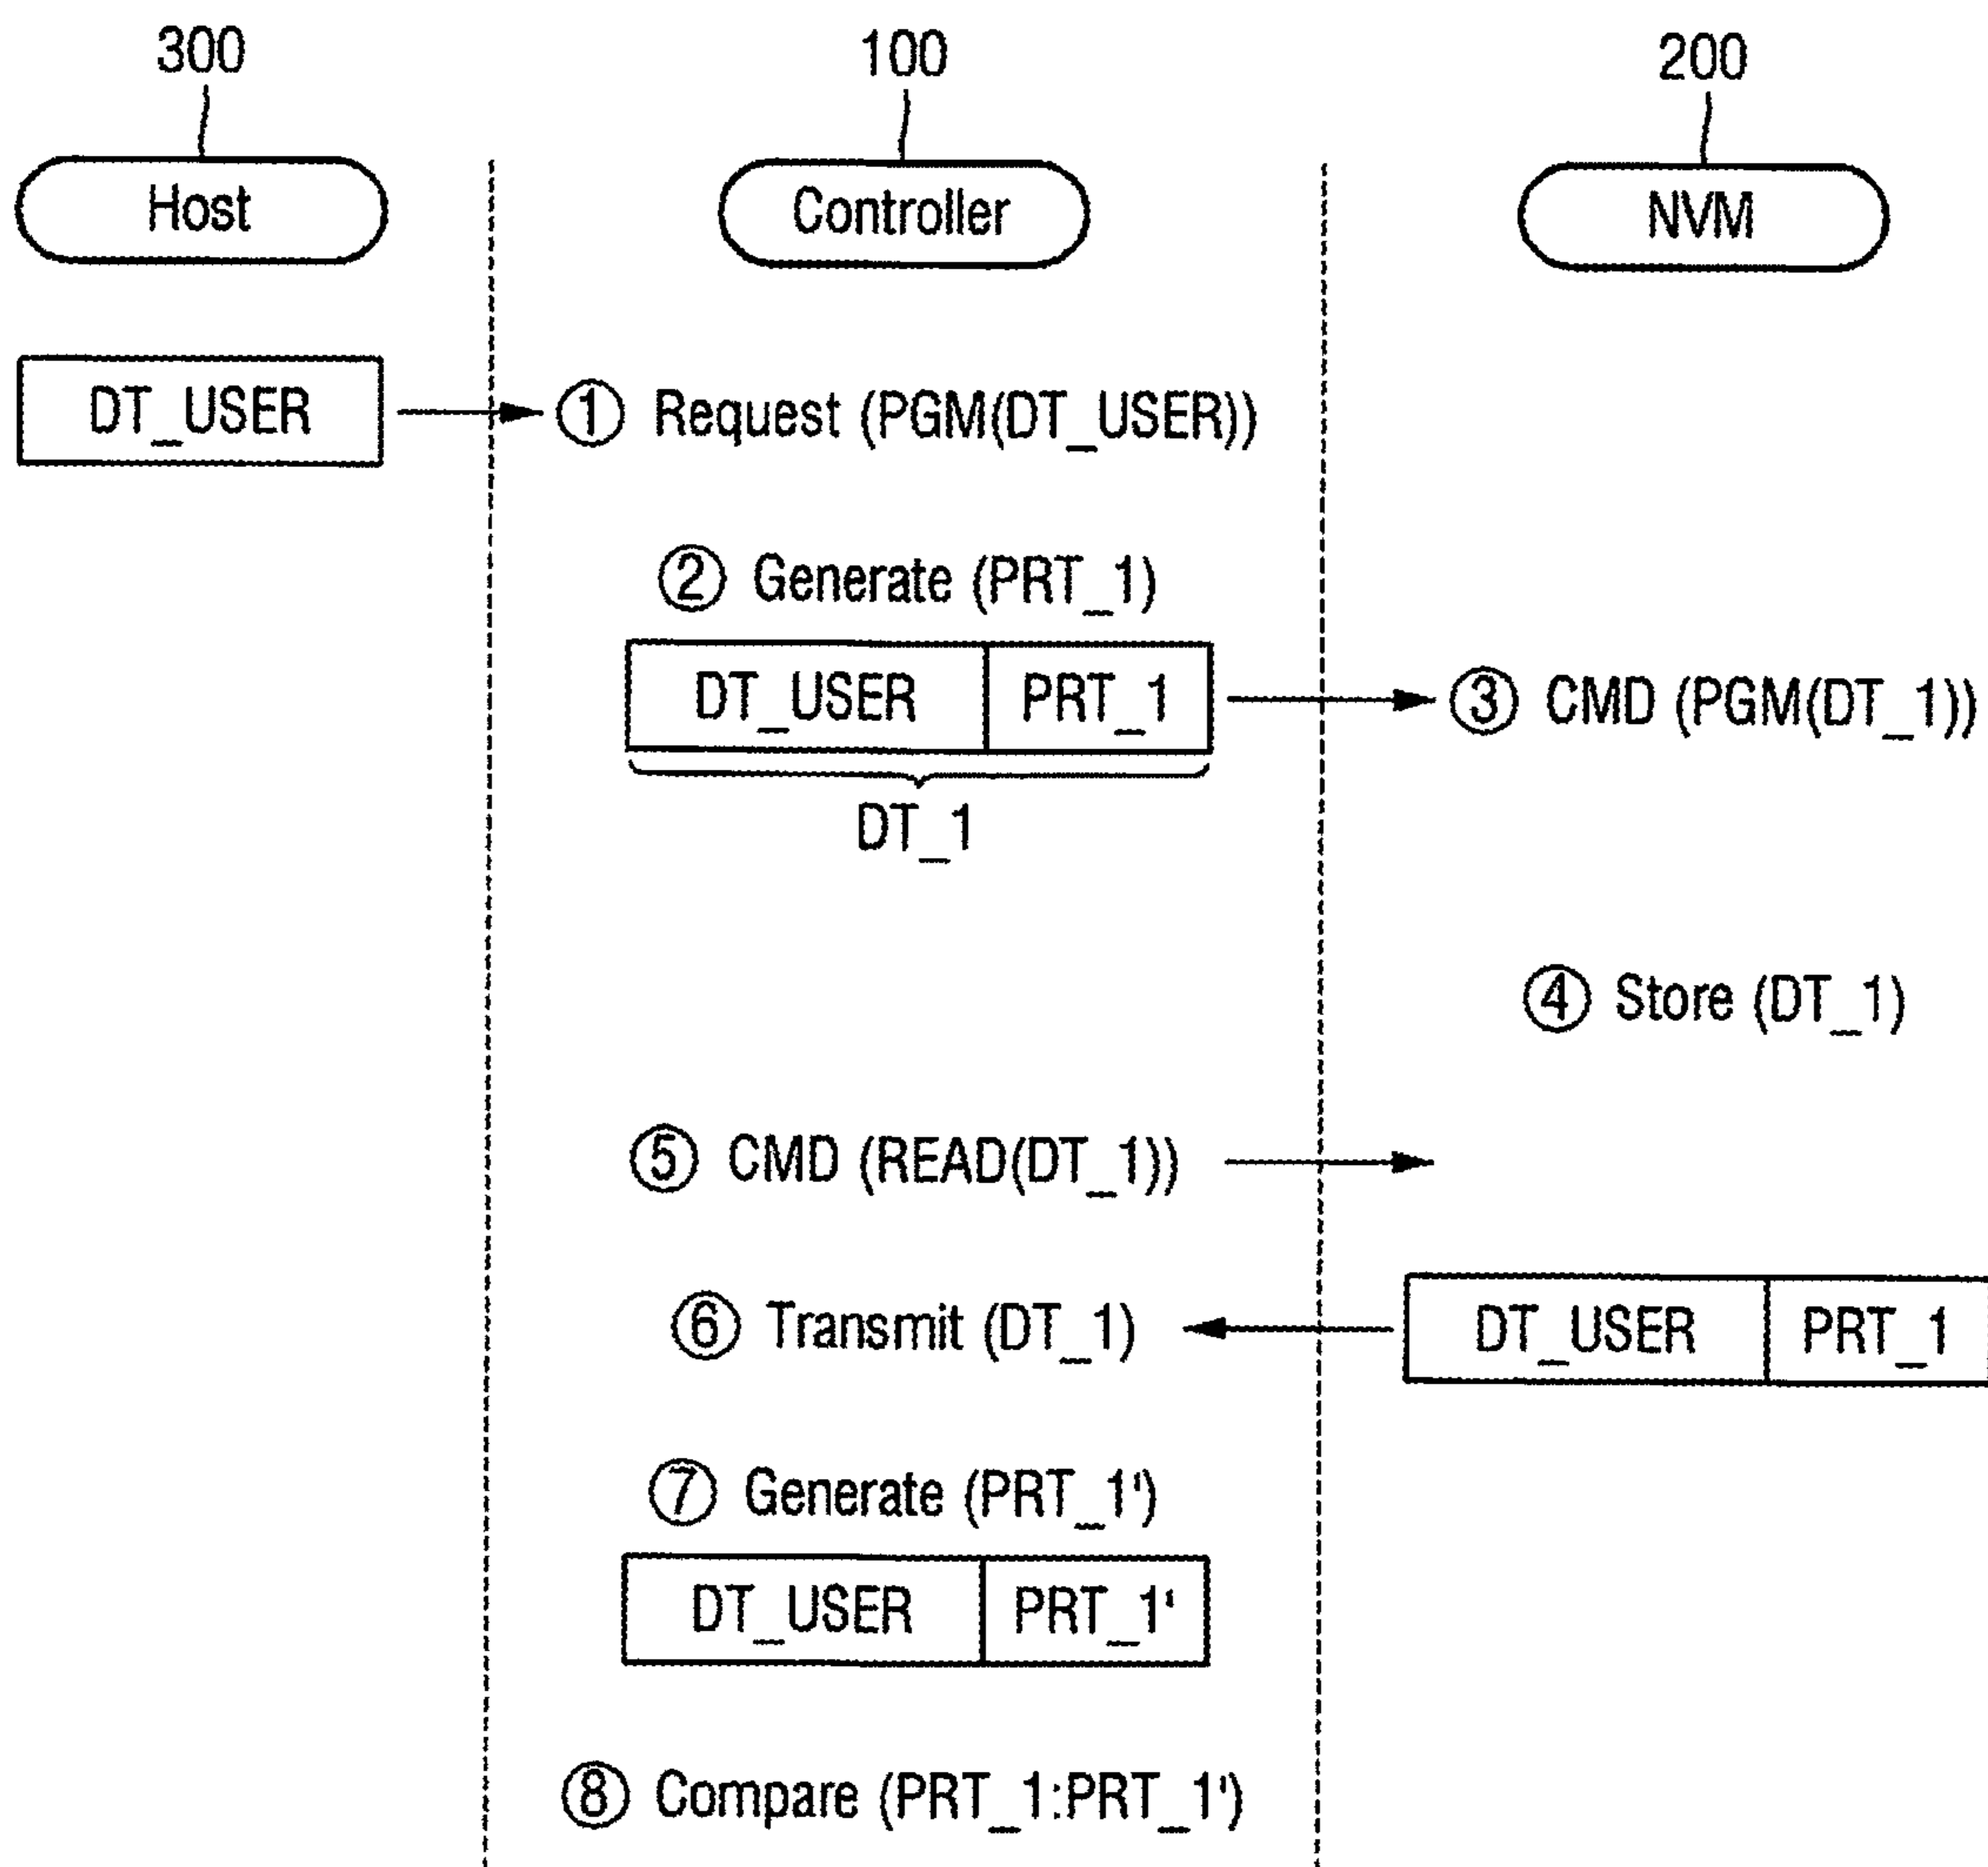 300 100 200
Host Controller NVM
DT_USER ① Request (PGM(DT_USER))
② Generate (PRT_1)
DT_USER PRT_1 ③ CMD (PGM(DT_1))
DT_1
④ Store (DT_1)
⑤ CMD (READ(DT_1))
⑥ Transmit (DT_1) DT_USER PRT_1
⑦ Generate (PRT_1')
DT_USER PRT_1'
⑧ Compare (PRT_1:PRT_1')